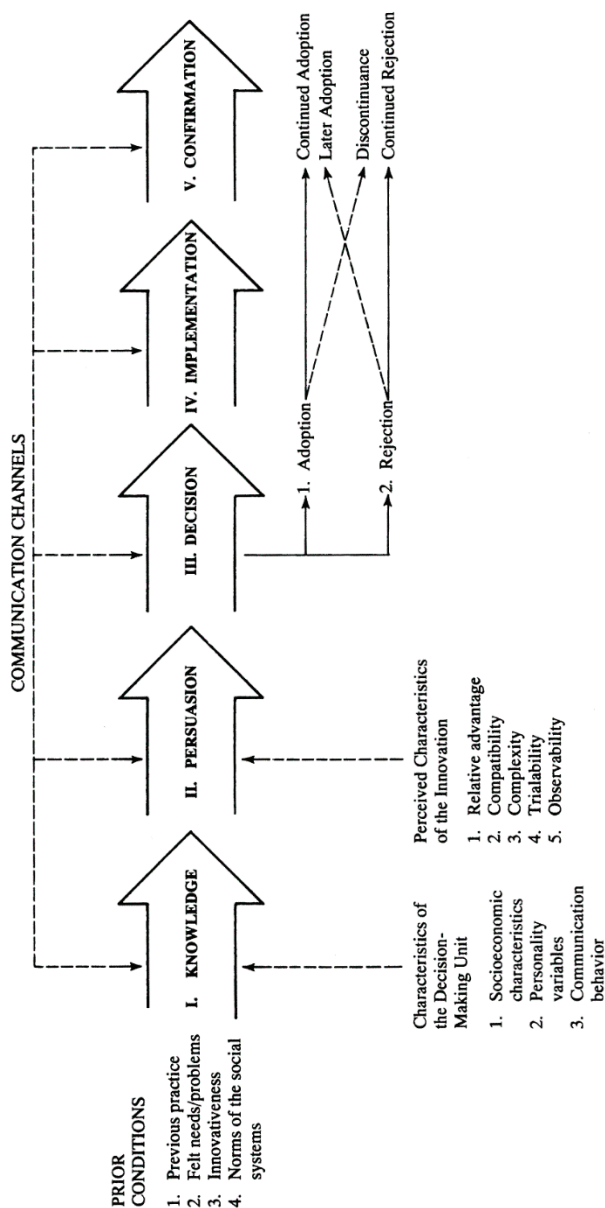 COMMUNICATION CHANNELS
PRIOR
CONDITIONS
1. Previous practice
2. Felt needs/problems
3. Innovativeness
4. Norms of the social
systems
I. KNOWLEDGE
II. PERSUASION
III. DECISION
IV. IMPLEMENTATION
V. CONFIRMATION
Characteristics of
the Decision-
Making Unit
1. Socioeconomic
characteristics
2. Personality
variables
3. Communication
behavior
Perceived Characteristics
of the Innovation
1. Relative advantage
2. Compatibility
3. Complexity
4. Trialability
5. Observability
1. Adoption
2. Rejection
Continued Adoption
Later Adoption
Discontinuance
Continued Rejection